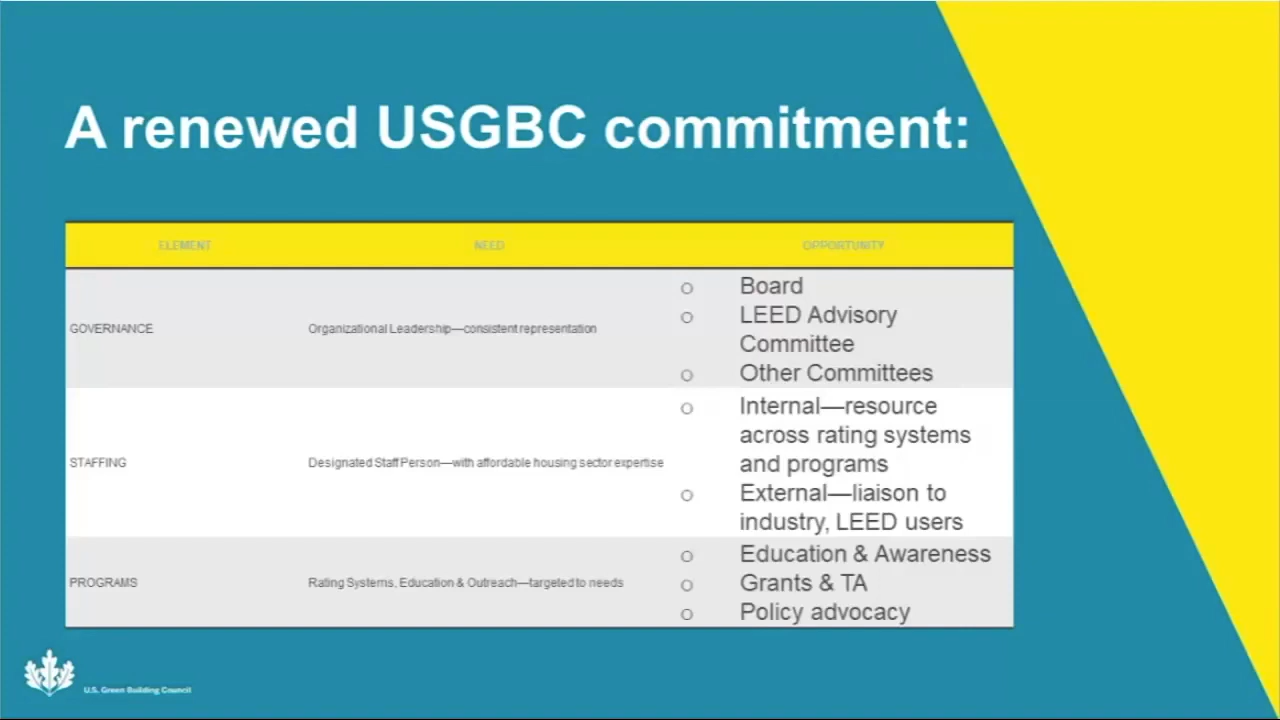 A renewed USGBC commitment:
ELEMENT NEED OPPORTUNITY
GOVERNANCE
Organizational Leadership—consistent representation
Board
LEED Advisory
Committee
Other Committees
STAFFING
Designated Staff Person—with affordable housing sector expertise
Internal—resource
across rating systems
and programs
External—liaison to
industry, LEED users
PROGRAMS
Rating Systems, Education & Outreach—targeted to needs
Education & Awareness
Grants & TA
Policy advocacy
U.S. Green Building Council